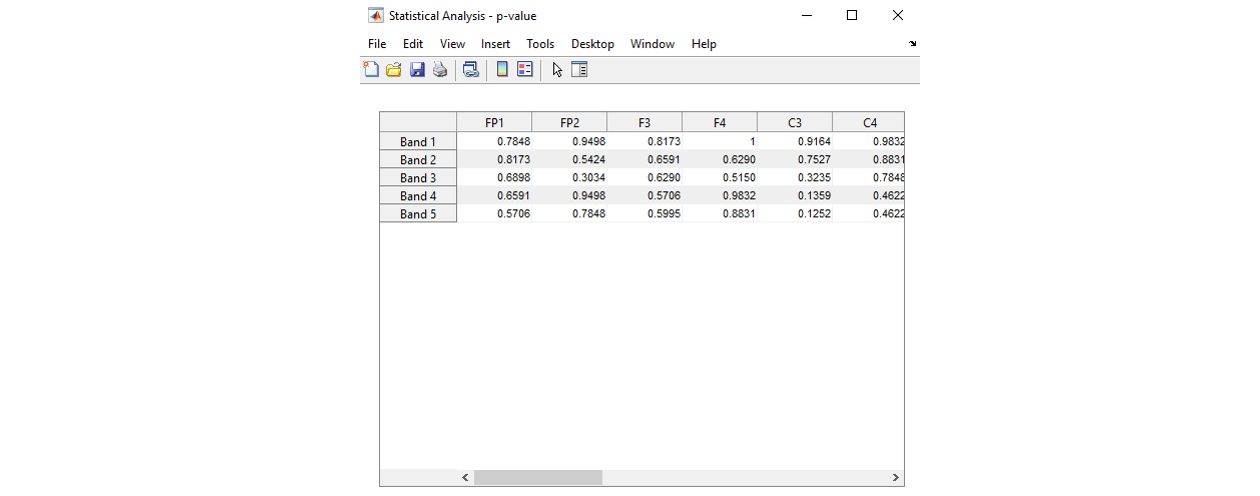 Statistical Analysis - p-value
File Edit View Insert Tools Desktop Window Help
FP1 FP2 F3 F4 C3 C4
Band 1 0.7848 0.9498 0.8173 1 0.9164 0.9832
Band 2 0.8173 0.5424 0.6591 0.6290 0.7527 0.8831
Band 3 0.6898 0.3034 0.6290 0.5150 0.3235 0.7848
Band 4 0.6591 0.9498 0.5706 0.9832 0.1359 0.4622
Band 5 0.5706 0.7848 0.5995 0.8831 0.1252 0.4622